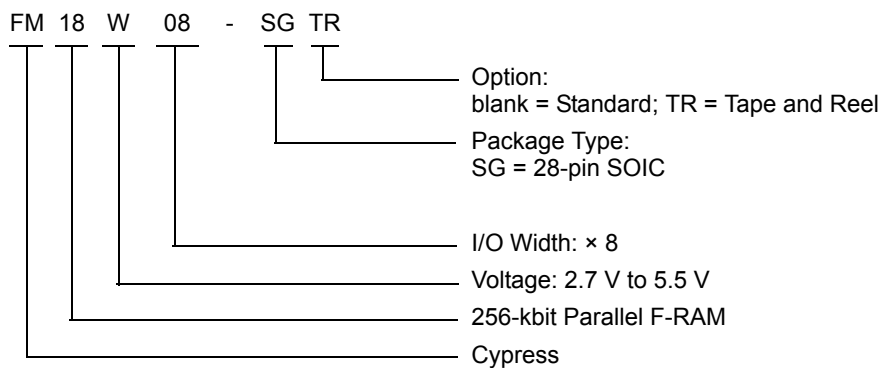 FM 18 W 08 - SG TR
Option:
blank = Standard; TR = Tape and Reel
Package Type:
SG = 28-pin SOIC
I/O Width: × 8
Voltage: 2.7 V to 5.5 V
256-kbit Parallel F-RAM
Cypress